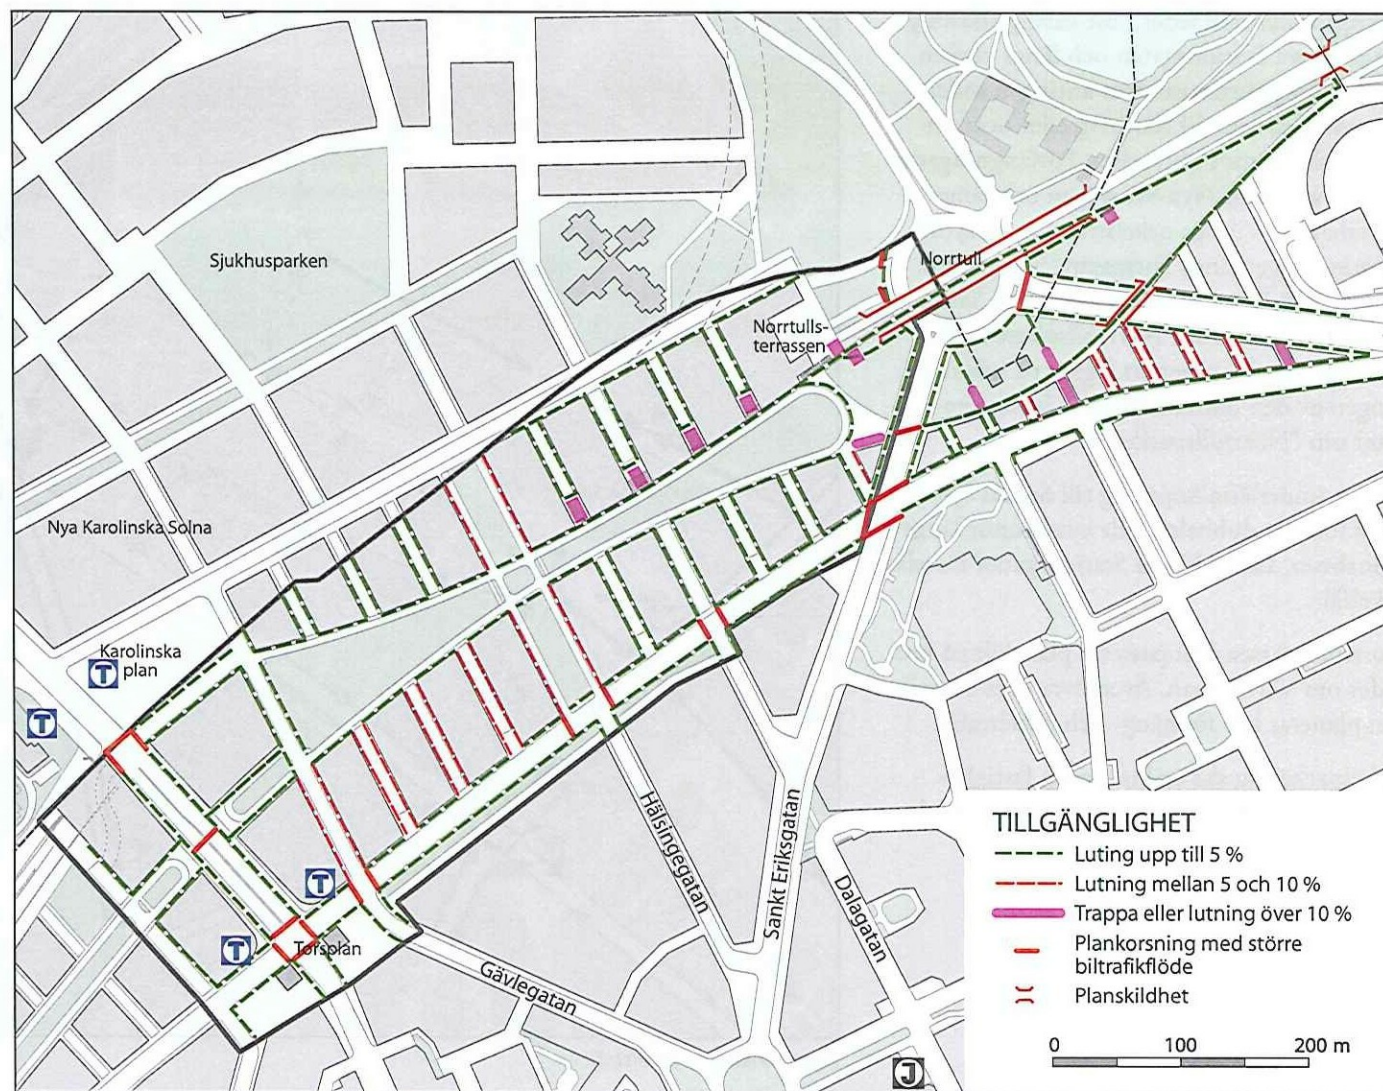 Sjukhusparken
Norrtull
Norrtulls-
terrassen
Nya Karolinska Solna
Karolinska
plan
T
T
T
T
Torsplan
Hälsingegatan
Sankt Eriksgatan
Dalagatan
Gävlegatan
J
TILLGÄNGLIGHET
Luting upp till 5 %
Lutning mellan 5 och 10 %
Trappa eller lutning över 10 %
Plankorsning med större
biltrafikflöde
Planskildhet
0 100 200 m